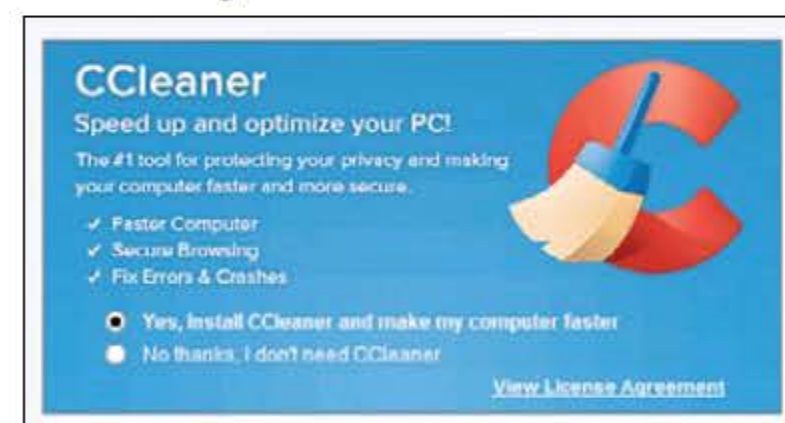 CCleaner
Speed up and optimize your PC!
The #1 tool for protecting your privacy and making
your computer faster and more secure.
✓ Faster Computer
✓ Secure Browsing
✓ Fix Errors & Crashes
Yes, Install CCleaner and make my computer faster
No thanks, I don't need CCleaner
View License Agreement